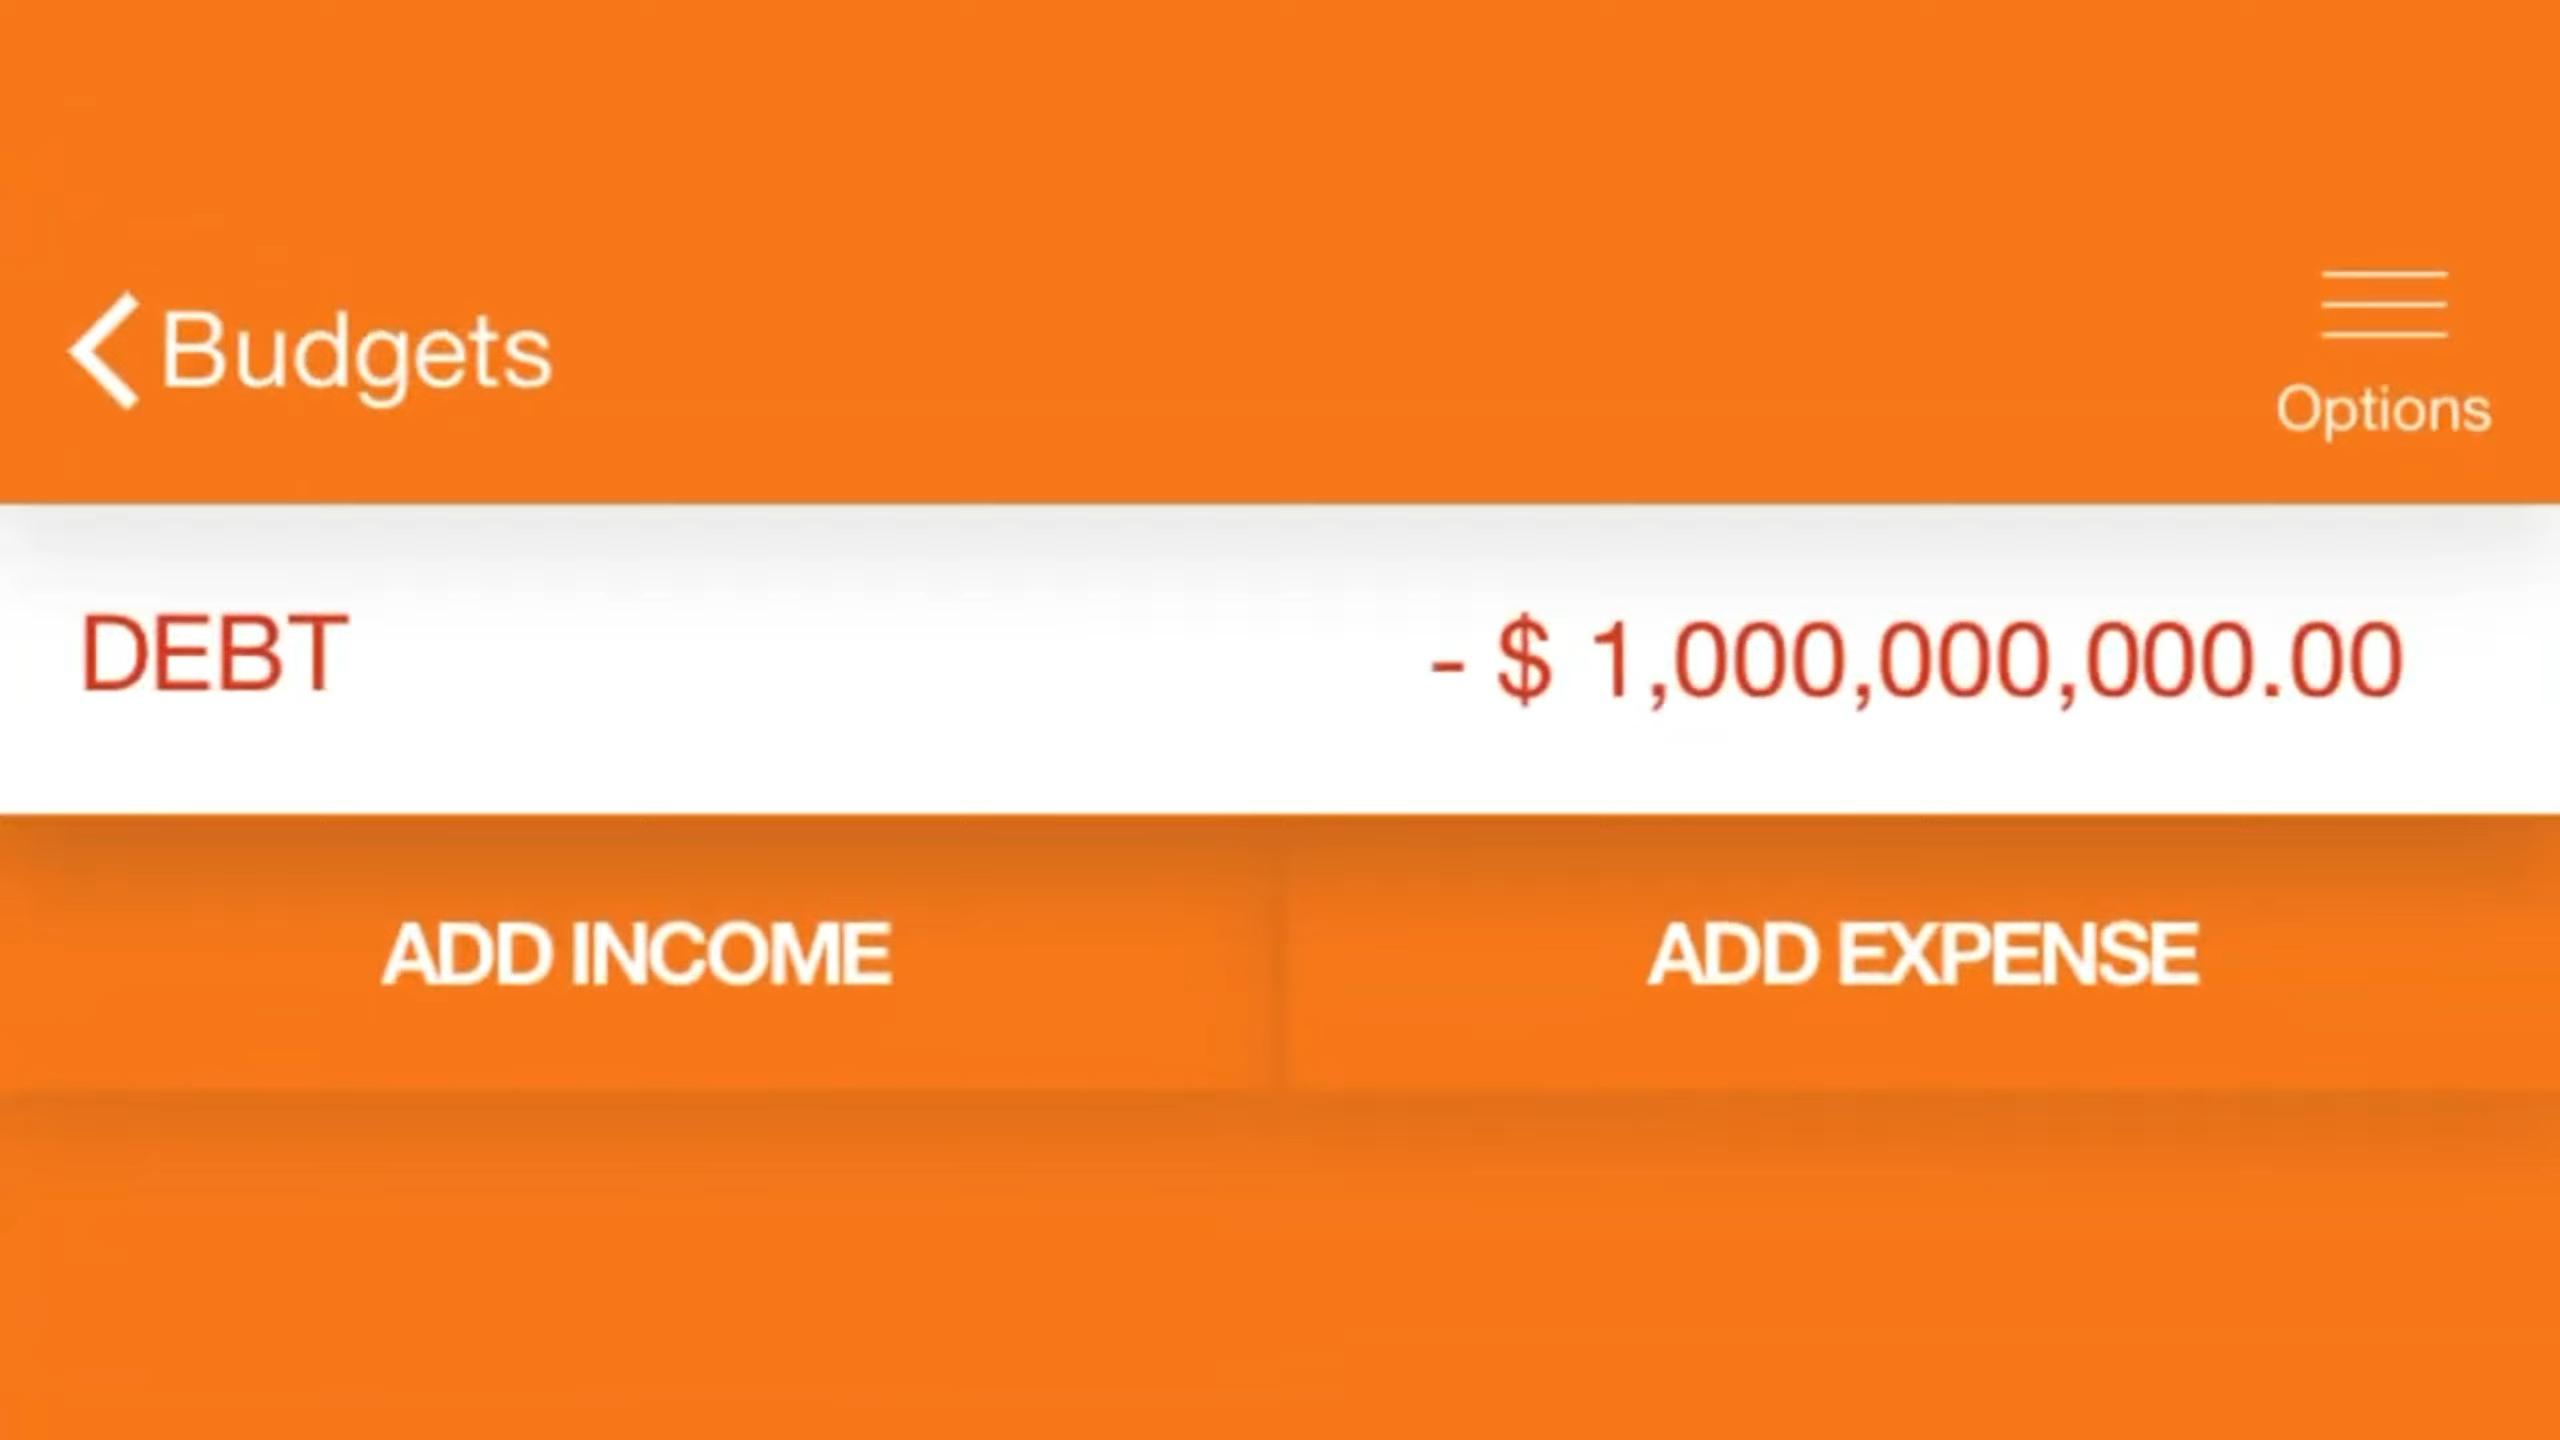 Budgets
Options
DEBT - $ 1,000,000,000.00
ADD INCOME ADD EXPENSE